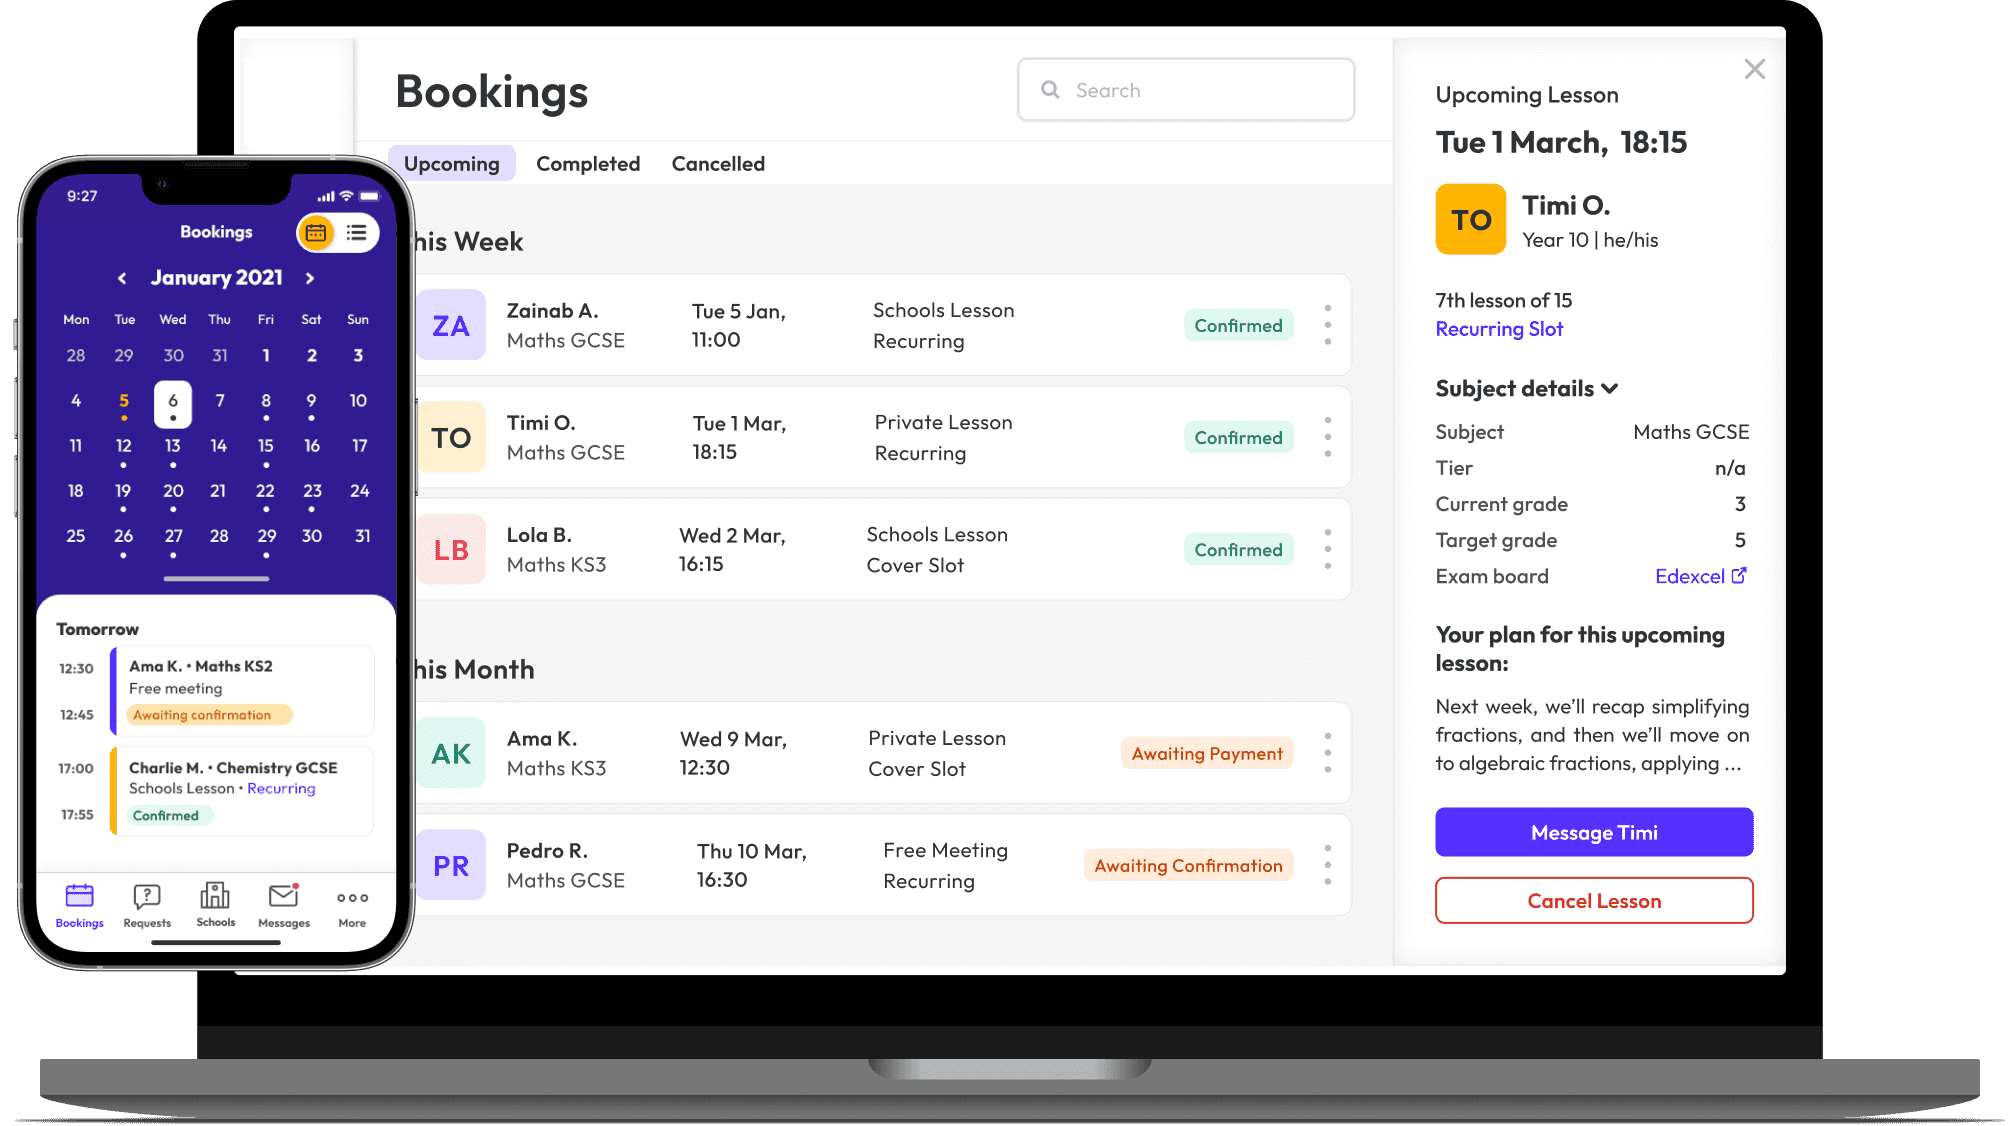 Bookings
Search
Upcoming Completed Cancelled
his Week
ZA
Zainab A.
Maths GCSE
Tue 5 Jan,
11:00
Schools Lesson
Recurring
Confirmed
TO
Timi O.
Maths GCSE
Tue 1 Mar,
18:15
Private Lesson
Recurring
Confirmed
LB
Lola B.
Maths KS3
Wed 2 Mar,
16:15
Schools Lesson
Cover Slot
Confirmed
his Month
AK
Ama K.
Maths KS3
Wed 9 Mar,
12:30
Private Lesson
Cover Slot
Awaiting Payment
PR
Pedro R.
Maths GCSE
Thu 10 Mar,
16:30
Free Meeting
Recurring
Awaiting Confirmation
Upcoming Lesson
Tue 1 March, 18:15
TO
Timi O.
Year 10 | he/his
7th lesson of 15
Recurring Slot
Subject details
Subject Maths GCSE
Tier n/a
Current grade 3
Target grade 5
Exam board Edexcel
Your plan for this upcoming
lesson:
Next week, we’ll recap simplifying
fractions, and then we’ll move on
to algebraic fractions, applying ...
Message Timi
Cancel Lesson
9:27
Bookings
January 2021
Mon Tue Wed Thu Fri Sat Sun
28 29 30 31 1 2 3
4 5 6 7 8 9 10
11 12 13 14 15 16 17
18 19 20 21 22 23 24
25 26 27 28 29 30 31
Tomorrow
12:30
12:45
Ama K. • Maths KS2
Free meeting
Awaiting confirmation
17:00
17:55
Charlie M. • Chemistry GCSE
Schools Lesson • Recurring
Confirmed
Bookings Requests Schools Messages More